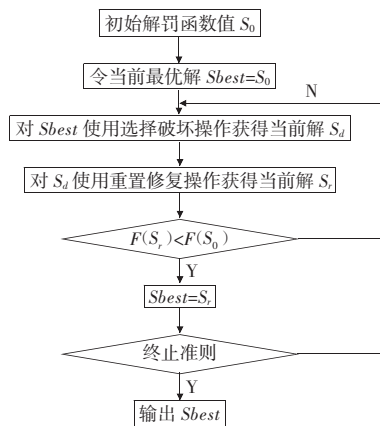 初始解罚函数值 S0
令当前最优解 Sbest=S0
N
对 Sbest 使用选择破坏操作获得当前解 Sd
对 Sd 使用重置修复操作获得当前解 Sr
F(Sr)<F(S0)
Y
Sbest=Sr
终止准则
Y
输出 Sbest